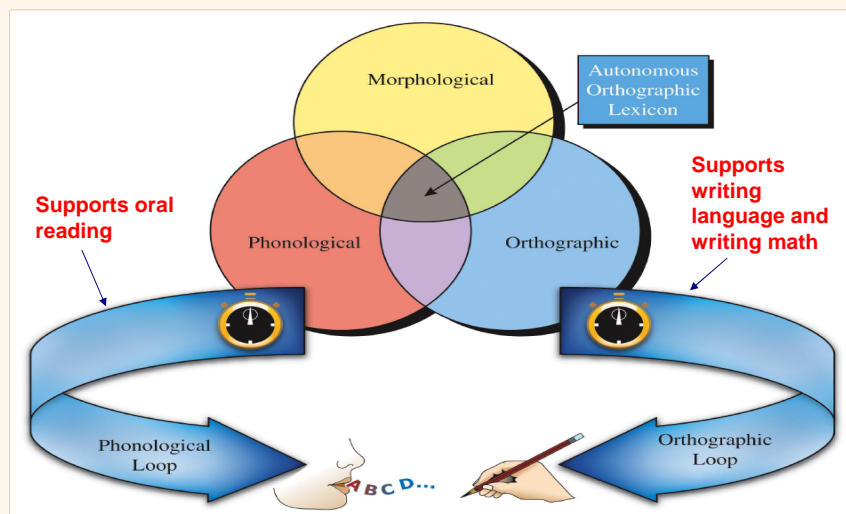 Morphological
Autonomous
Orthographic
Lexicon
Supports oral
reading
Supports
writing
language and
writing math
Phonological
Orthographic
Phonological
Loop
ABCD...
Orthographic
Loop